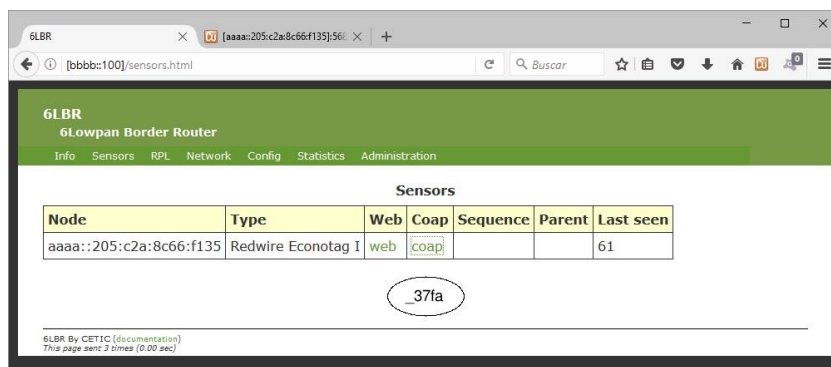 6LBR
[aaaa::205:c2a:8c66:f135]:568
[bbbb::100]/sensors.html
Buscar
0
6LBR
6Lowpan Border Router
Info Sensors RPL Network Config Statistics Administration
Sensors
Node Type Web Coap Sequence Parent Last seen
aaaa::205:c2a:8c66:f135 Redwire Econotag I web coap 61
_37fa
6LBR By CETIC (documentation)
This page sent 3 times (0.00 sec)